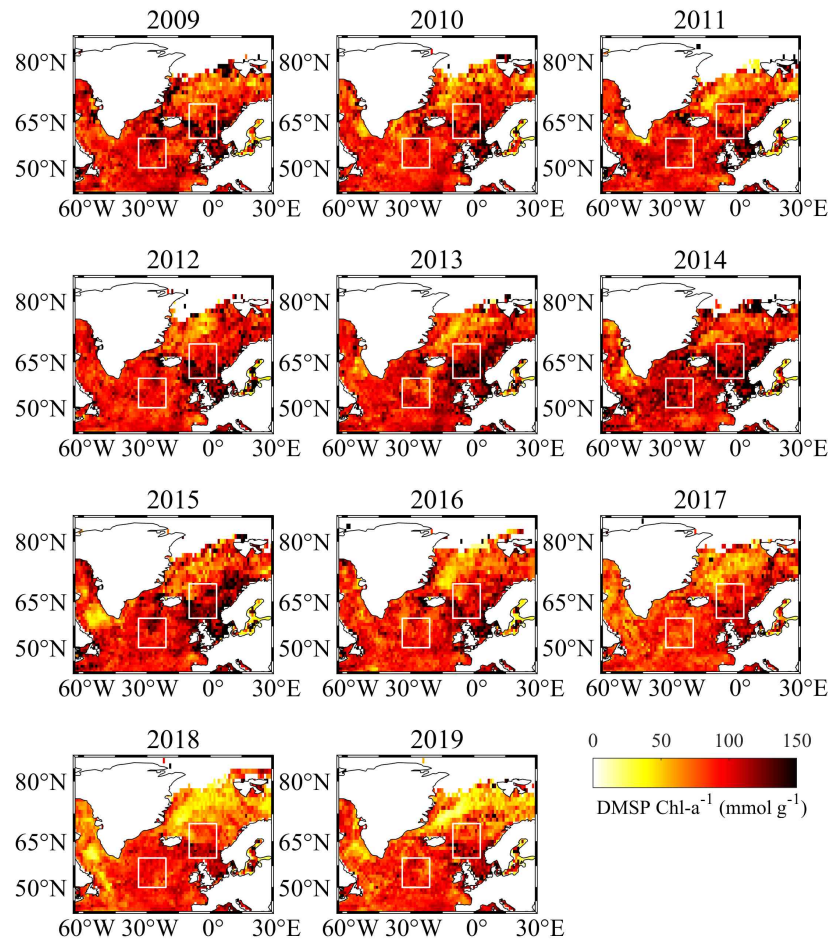 2009 2010 2011
80°N 80°N 80°N
65°N 65°N 65°N
50°N 50°N 50°N
60°W 30°W 0° 30°E 60°W 30°W 0° 30°E 60°W 30°W 0° 30°E
2012 2013 2014
80°N 80°N 80°N
65°N 65°N 65°N
50°N 50°N 50°N
60°W 30°W 0° 30°E 60°W 30°W 0° 30°E 60°W 30°W 0° 30°E
2015 2016 2017
80°N 80°N 80°N
65°N 65°N 65°N
50°N 50°N 50°N
60°W 30°W 0° 30°E 60°W 30°W 0° 30°E 60°W 30°W 0° 30°E
2018 2019
0 50 100 150
80°N 80°N
DMSP Chl-a⁻¹ (mmol g⁻¹)
65°N 65°N
50°N 50°N
60°W 30°W 0° 30°E 60°W 30°W 0° 30°E